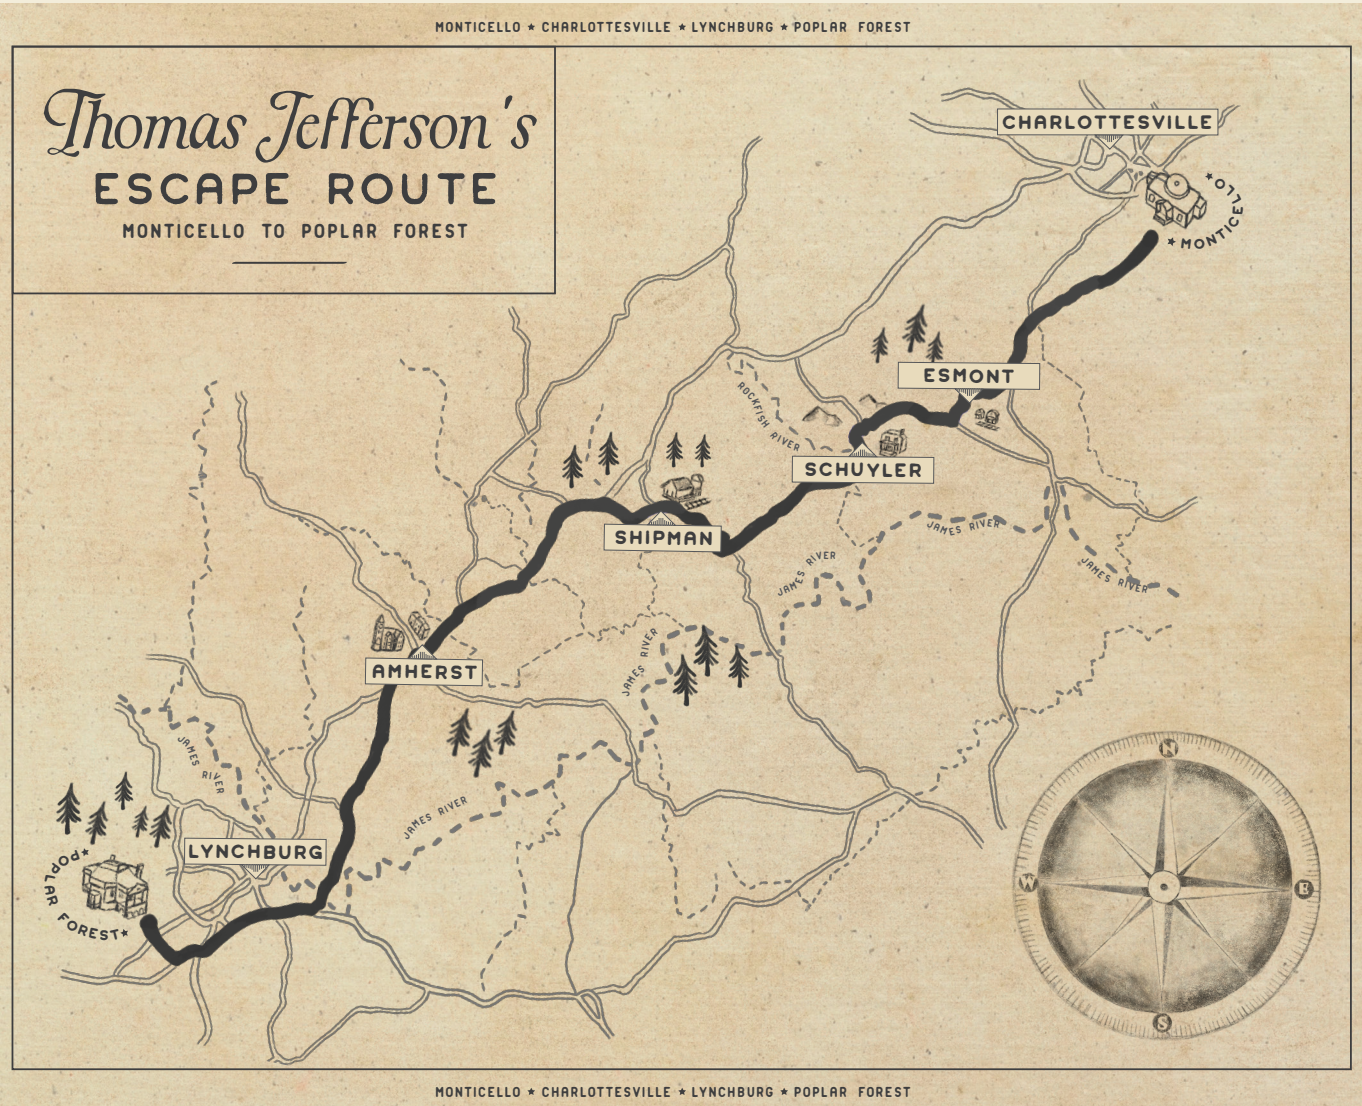 MONTICELLO ★ CHARLOTTESVILLE ★ LYNCHBURG ★ POPLAR FOREST
Thomas Jefferson's
ESCAPE ROUTE
MONTICELLO TO POPLAR FOREST
CHARLOTTESVILLE
★ MONTICELLO ★
ESMONT
ROCKFISH RIVER
SCHUYLER
SHIPMAN
JAMES RIVER
JAMES RIVER
JAMES RIVER
JAMES RIVER
AMHERST
JAMES RIVER
JAMES RIVER
LYNCHBURG
★ POPLAR FOREST ★
N
W
E
S
MONTICELLO ★ CHARLOTTESVILLE ★ LYNCHBURG ★ POPLAR FOREST